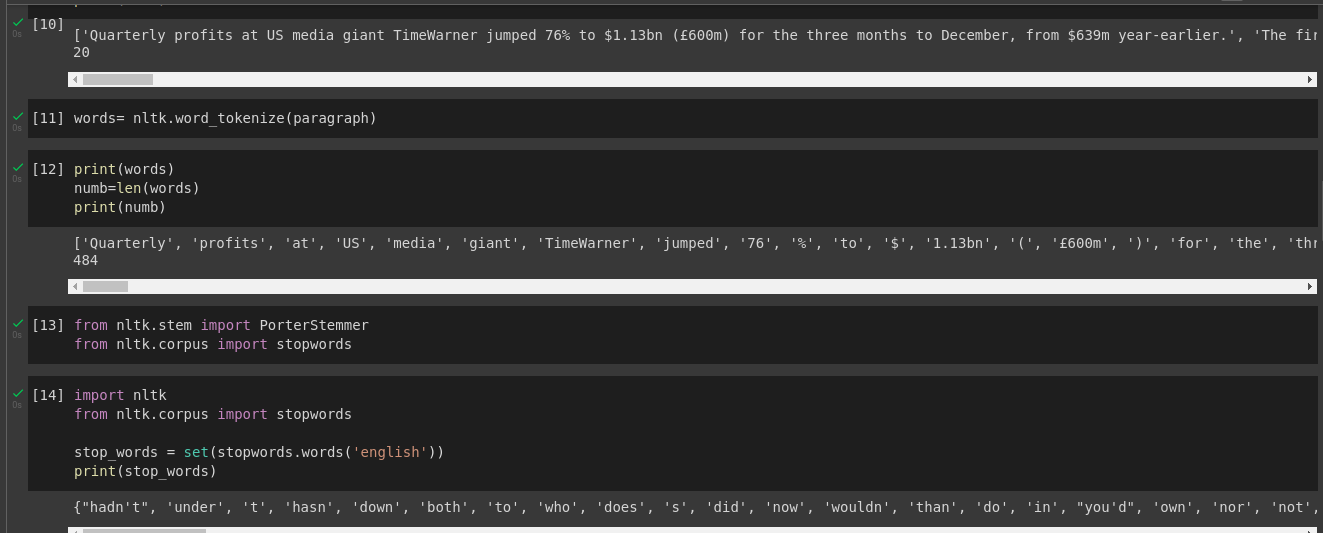 [10]
['Quarterly profits at US media giant TimeWarner jumped 76% to $1.13bn (£600m) for the three months to December, from $639m year-earlier.', 'The fir
0s
20
[11] words= nltk.word_tokenize(paragraph)
0s
[12] print(words)
0s
numb=len(words)
print(numb)
['Quarterly', 'profits', 'at', 'US', 'media', 'giant', 'TimeWarner', 'jumped', '76', '%', 'to', '$', '1.13bn', '(', '£600m', ')', 'for', 'the', 'thr
484
[13] from nltk.stem import PorterStemmer
0s
from nltk.corpus import stopwords
[14] import nltk
0s
from nltk.corpus import stopwords
stop_words = set(stopwords.words('english'))
print(stop_words)
{"hadn't", 'under', 't', 'hasn', 'down', 'both', 'to', 'who', 'does', 's', 'did', 'now', 'wouldn', 'than', 'do', 'in', "you'd", 'own', 'nor', 'not',